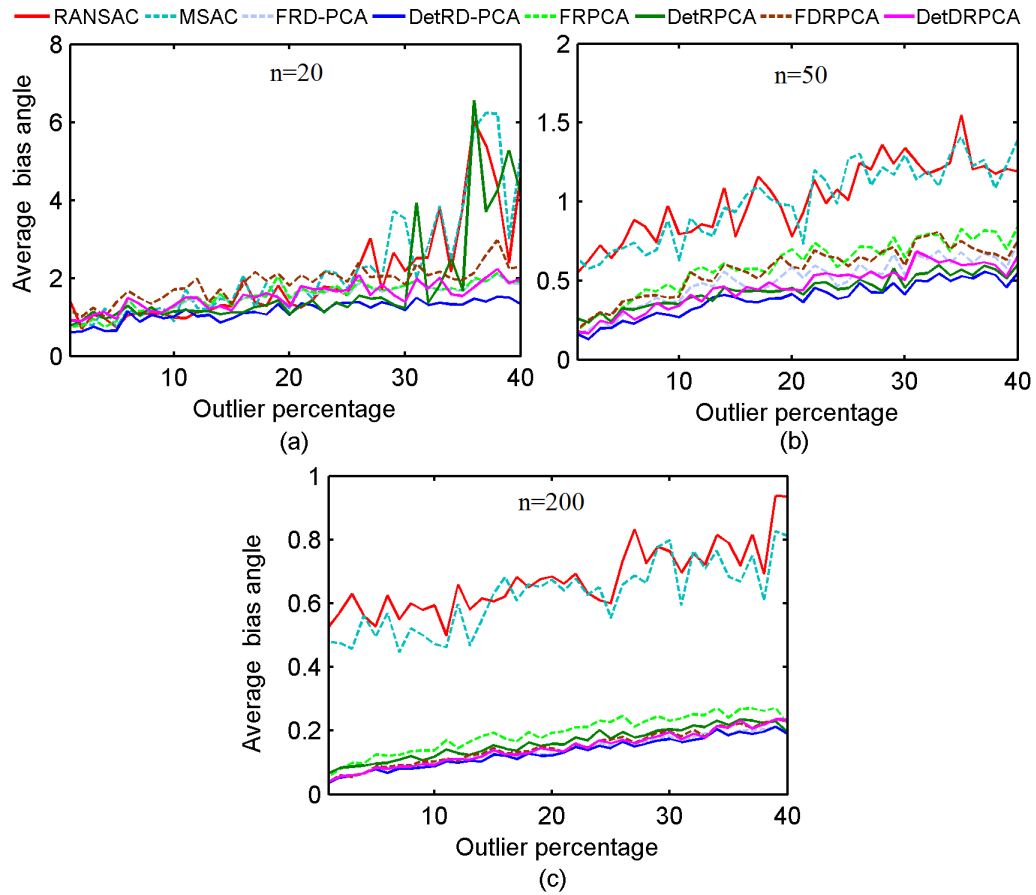 RANSAC MSAC FRD-PCA DetRD-PCA FRPCA DetRPCA FDRPCA DetDRPCA
8
6
4
2
0
n=20
Average bias angle
10 20 30 40
Outlier percentage
(a)
2
1.5
1
0.5
0
n=50
Average bias angle
10 20 30 40
Outlier percentage
(b)
1
0.8
0.6
0.4
0.2
0
n=200
Average bias angle
10 20 30 40
Outlier percentage
(c)